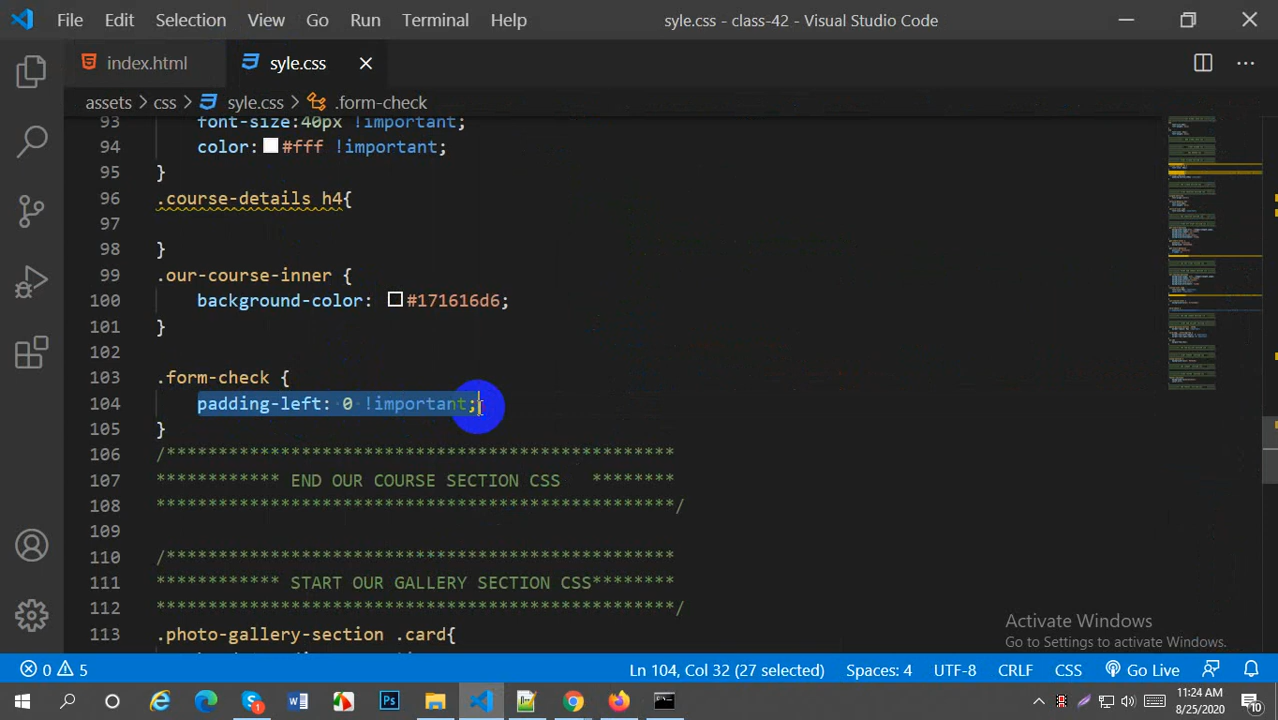 File Edit Selection View Go Run Terminal Help syle.css - class-42 - Visual Studio Code
index.html syle.css
assets > css > syle.css > .form-check
93 font-size:40px !important;
94 color: #fff !important;
95 }
96 .course-details h4{
97
98 }
99 .our-course-inner {
100 background-color: #171616d6;
101 }
102
103 .form-check {
104 padding-left: 0 !important;
105 }
106 /************************************************
107 ************ END OUR COURSE SECTION CSS ********
108 *************************************************/
109
110 /************************************************
111 ************ START OUR GALLERY SECTION CSS********
112 *************************************************/
113 .photo-gallery-section .card{
Activate Windows
Go to Settings to activate Windows.
0 5 Ln 104, Col 32 (27 selected) Spaces: 4 UTF-8 CRLF CSS Go Live
11:24 AM
8/25/2020
10